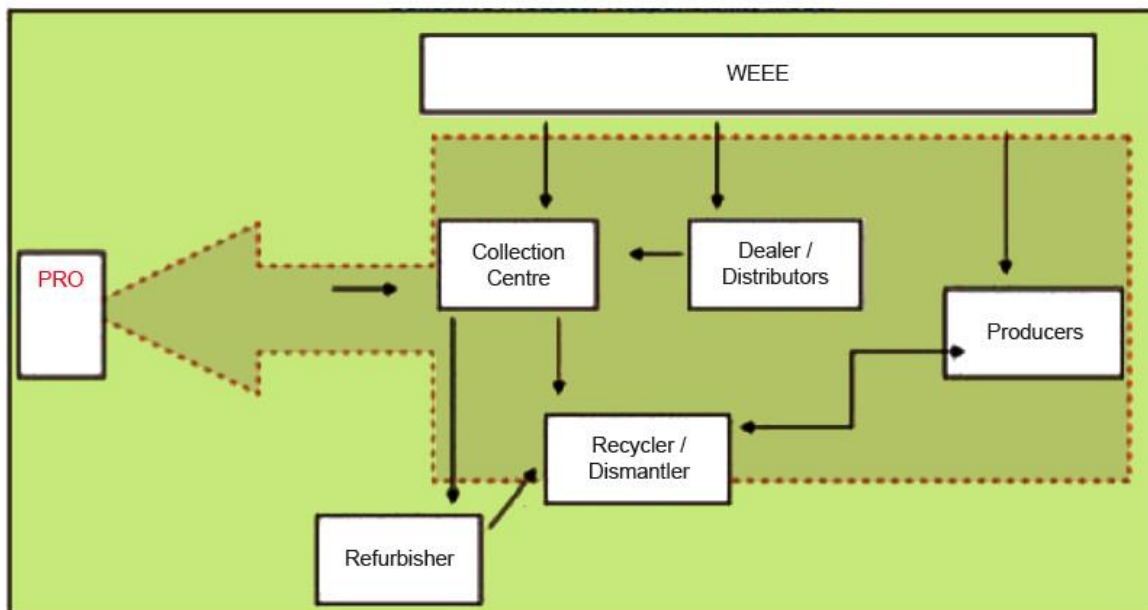 WEEE
Collection
Centre
Dealer /
Distributors
PRO
Producers
Recycler /
Dismantler
Refurbisher